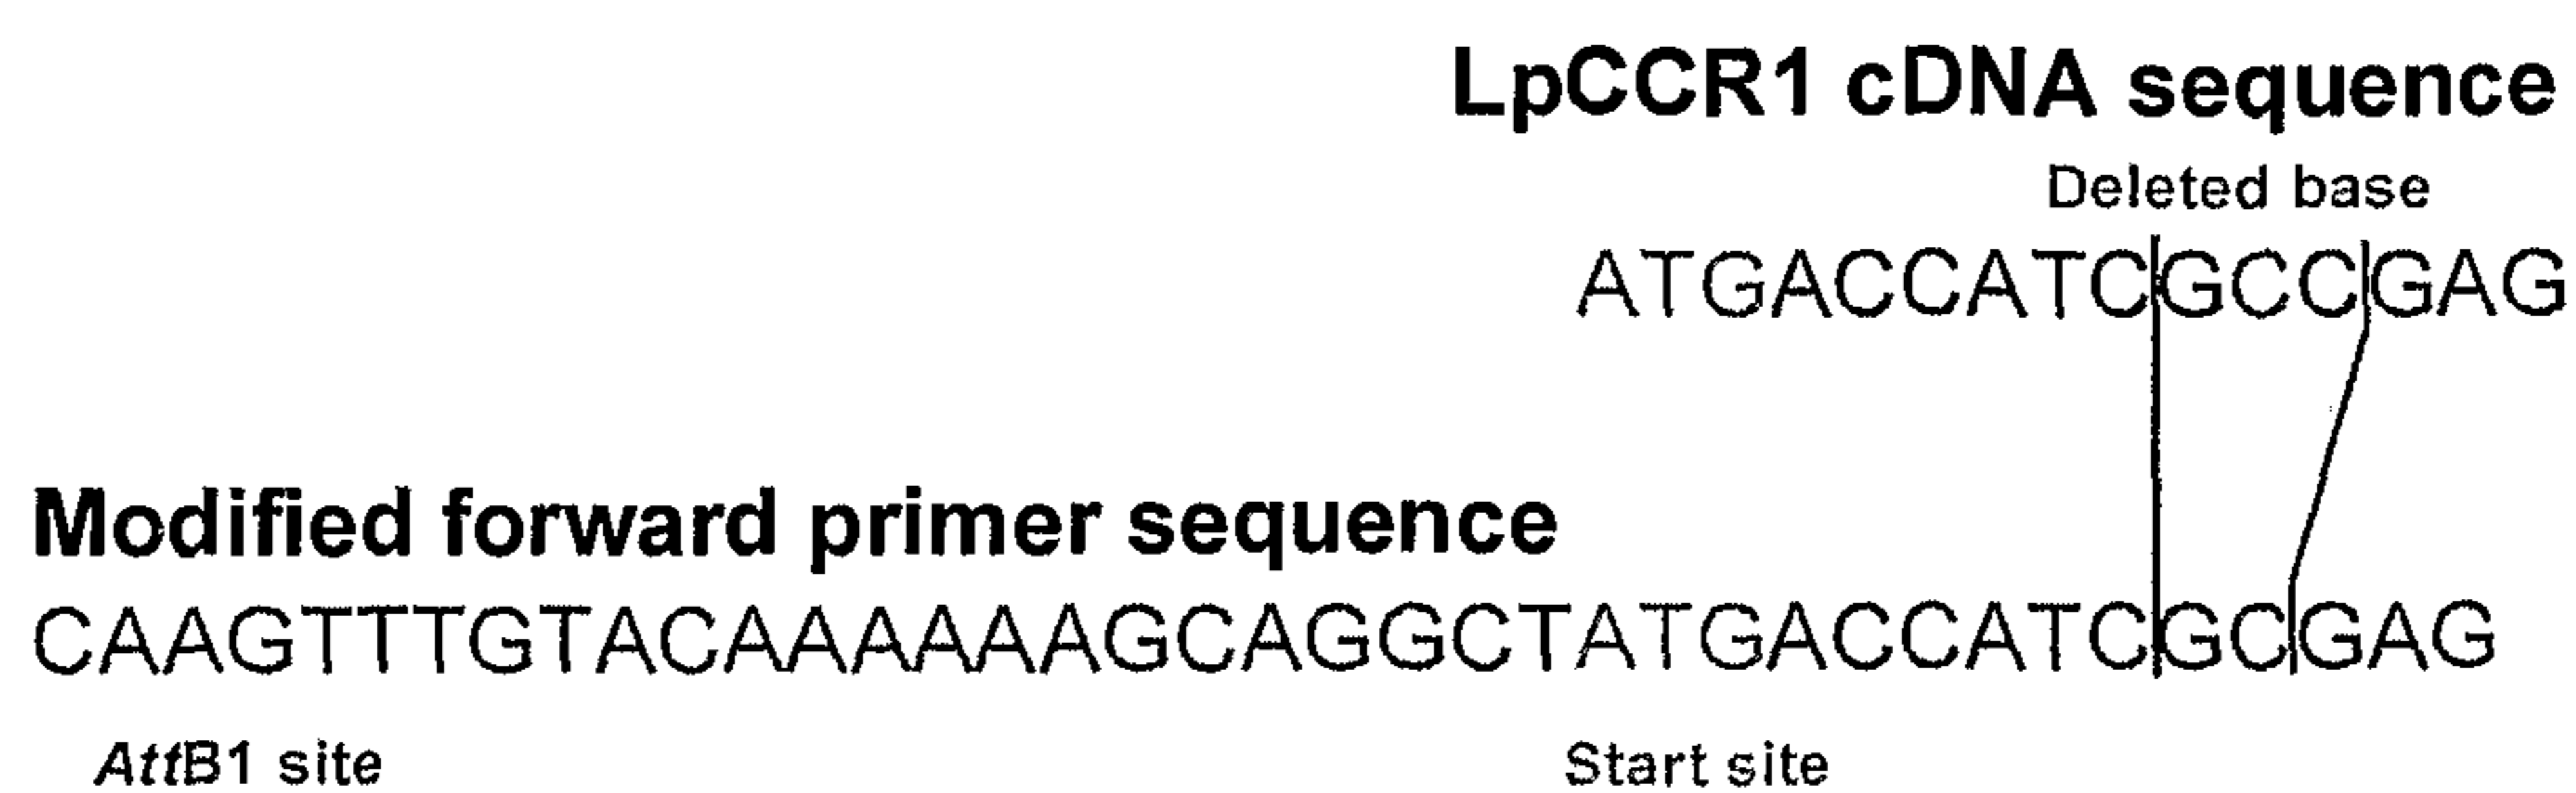 LpCCR1 cDNA sequence
Deleted base
ATGACCATCGCCGAG
Modified forward primer sequence
CAAGTTTGTACAAAAAAGCAGGCTATGACCATCGCGAG
AttB1 site
Start site